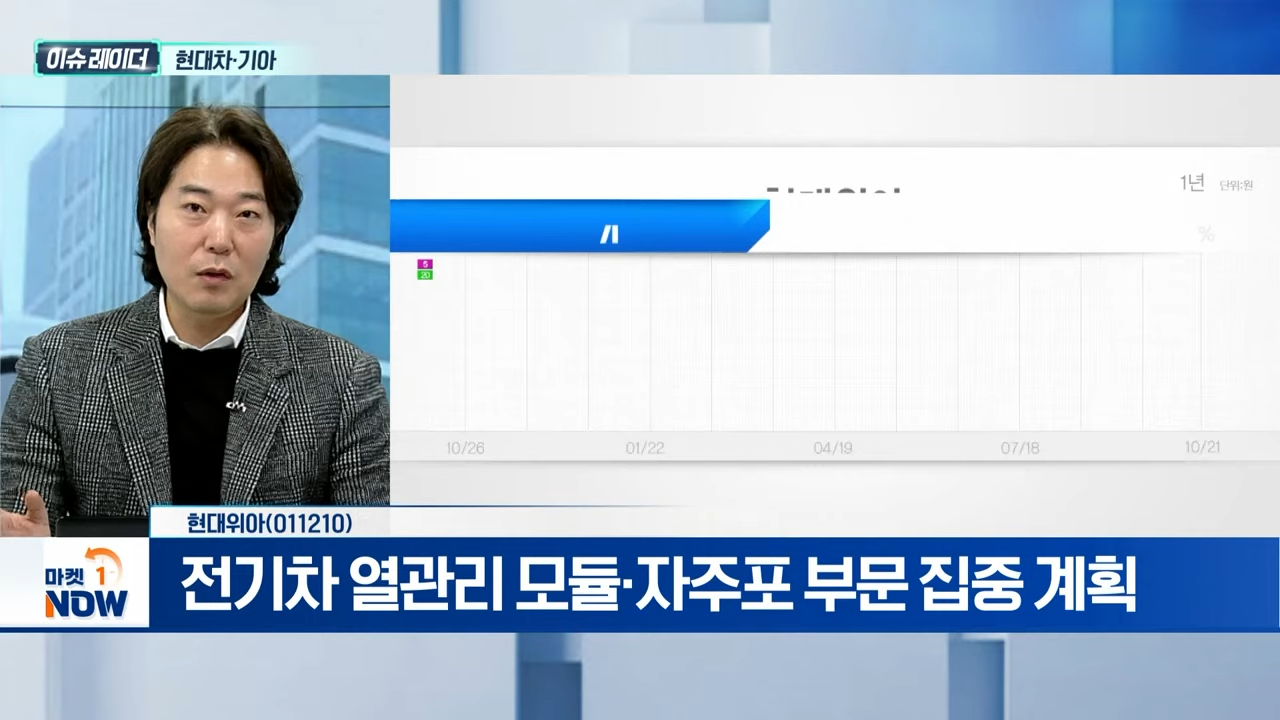 이슈레이더 현대차·기아
1년 단위:원
%
5
20
10/26 01/22 04/19 07/18 10/21
현대위아(011210)
마켓 1
NOW
전기차 열관리 모듈·자주포 부문 집중 계획